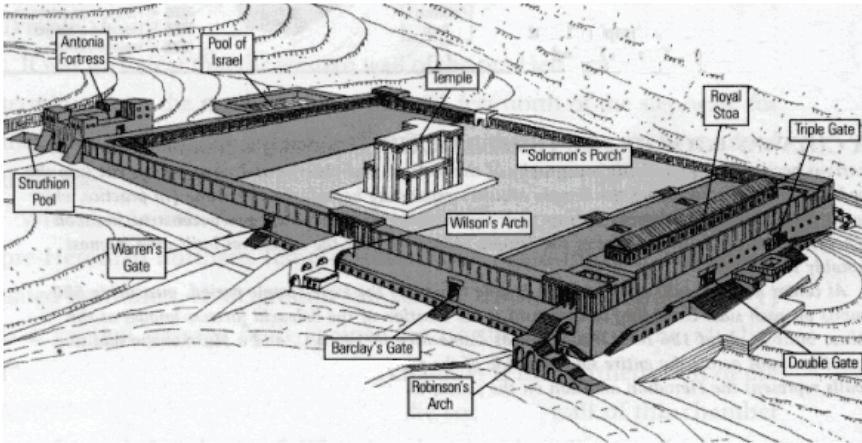 Antonia
Fortress
Pool of
Israel
Temple
Royal
Stoa
Triple Gate
"Solomon's Porch"
Struthion
Pool
Wilson's Arch
Warren's
Gate
Barclay's Gate
Double Gate
Robinson's
Arch